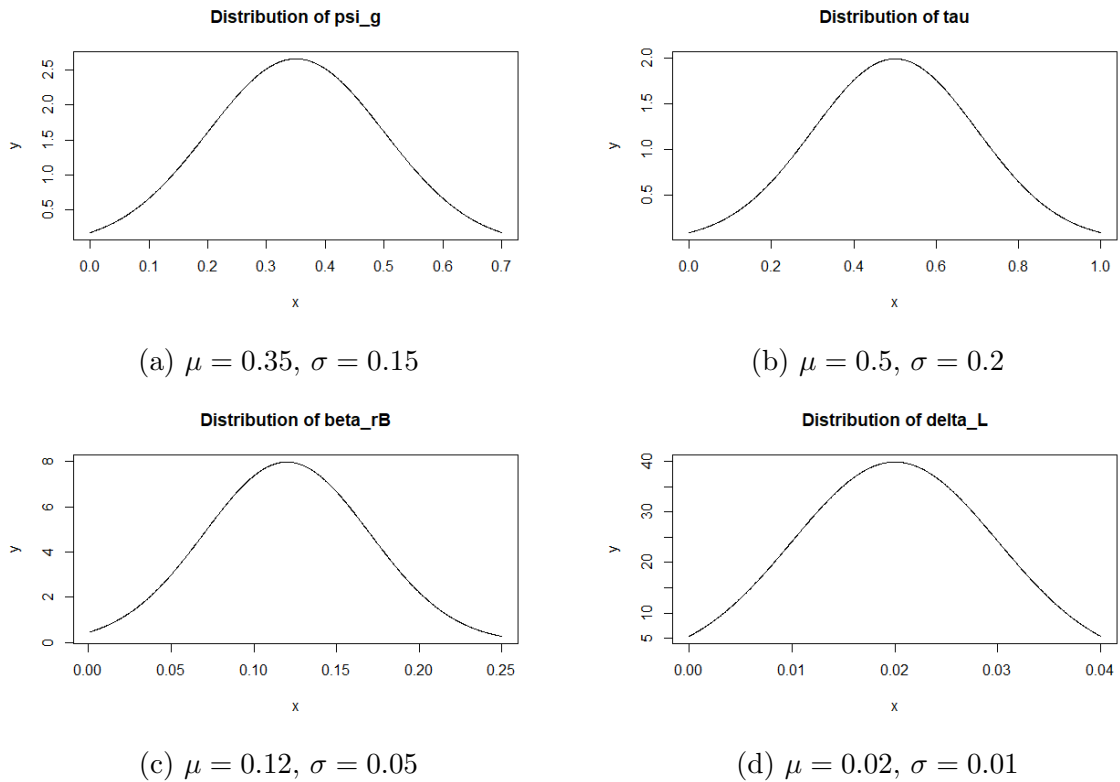 Distribution of psi_g
y
0.5 1.0 1.5 2.0 2.5
0.0 0.1 0.2 0.3 0.4 0.5 0.6 0.7
x
(a) μ = 0.35, σ = 0.15
Distribution of tau
y
0.5 1.0 1.5 2.0
0.0 0.2 0.4 0.6 0.8 1.0
x
(b) μ = 0.5, σ = 0.2
Distribution of beta_rB
y
0 2 4 6 8
0.00 0.05 0.10 0.15 0.20 0.25
x
(c) μ = 0.12, σ = 0.05
Distribution of delta_L
y
5 10 20 30 40
0.00 0.01 0.02 0.03 0.04
x
(d) μ = 0.02, σ = 0.01